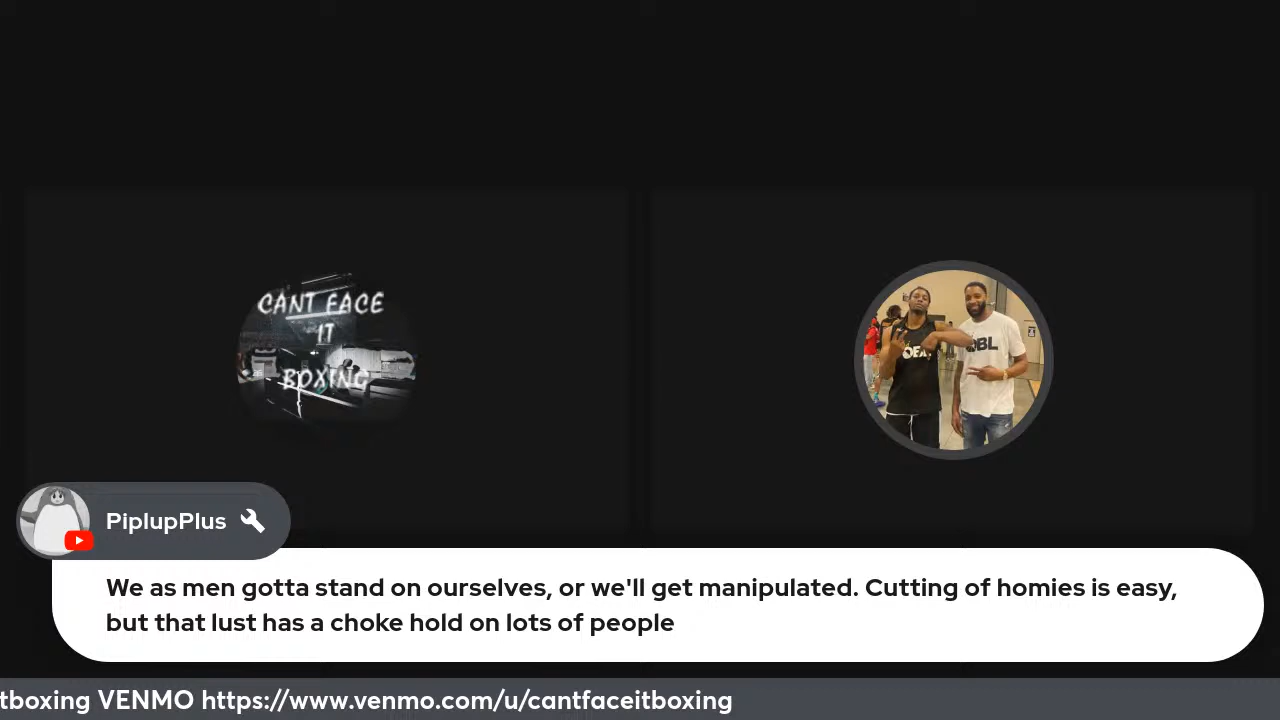 CANT FACE
IT
BOXING
QBL
PiplupPlus
We as men gotta stand on ourselves, or we'll get manipulated. Cutting of homies is easy,
but that lust has a choke hold on lots of people
tboxing VENMO https://www.venmo.com/u/cantfaceitboxing